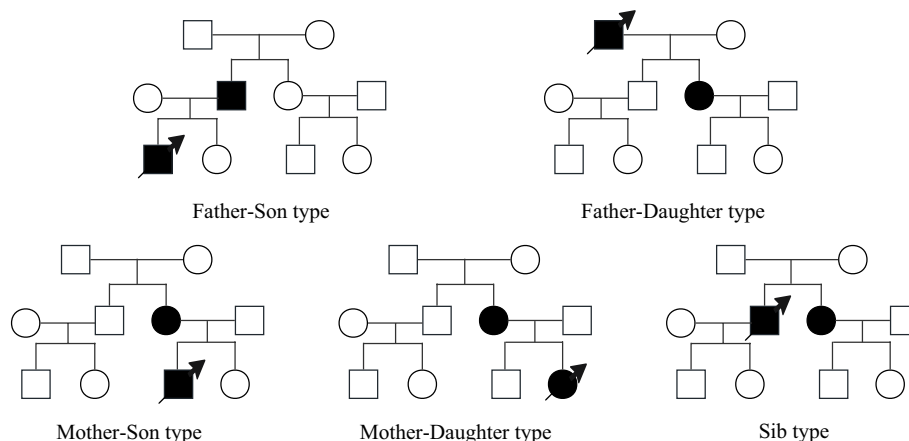 Father-Son type
Father-Daughter type
Mother-Son type
Mother-Daughter type
Sib type